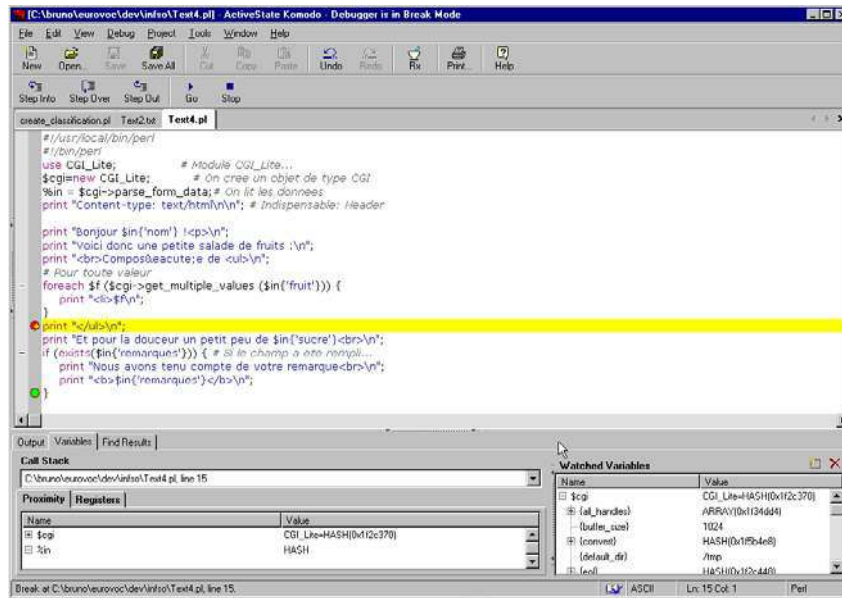 [C:\bruno\eurovoc\dev\infso\Text4.pl] - ActiveState Komodo - Debugger is in Break Mode
File Edit View Debug Project Tools Window Help
New Open... Save Save All Cut Copy Paste Undo Redo Rx Print... Help
Step Into Step Over Step Out Go Stop
create_classification.pl Text2.txt Text4.pl
#!/usr/local/bin/perl
#!/bin/perl
use CGI_Lite; # Module CGI_Lite...
$cgi=new CGI_Lite; # On cree un objet de type CGI
%in = $cgi->parse_form_data; # On lit les donnees
print "Content-type: text/html\n\n"; # Indispensable: Header
print "Bonjour $in{'nom'} !<p>\n";
print "Voici donc une petite salade de fruits :\n";
print "<br>Compos&eacute;e de <ul>\n";
# Pour toute valeur
foreach $f ($cgi->get_multiple_values ($in{'fruit'})) {
print "<li>$f\n";
}
print "</ul>\n";
print "Et pour la douceur un petit peu de $in{'sucre'}<br>\n";
if (exists($in{'remarques'})) { # Si le champ a ete rempli...
print "Nous avons tenu compte de votre remarque<br>\n";
print "<b>$in{'remarques'}</b>\n";
}
Output Variables Find Results
Call Stack
C:\bruno\eurovoc\dev\infso\Text4.pl, line 15
Proximity Registers
Name Value
$cgi CGI_Lite=HASH(0x1f2c370)
%in HASH
Watched Variables
Name Value
$cgi CGI_Lite=HASH(0x1f2c370)
{all_handles} ARRAY(0x1f34dd4)
{buffer_size} 1024
{convert} HASH(0x1f5b4e8)
{default_dir} /tmp
{eol} HASH(0x1f2c448)
Break at C:\bruno\eurovoc\dev\infso\Text4.pl, line 15.
ASCII Ln: 15 Col: 1 Perl